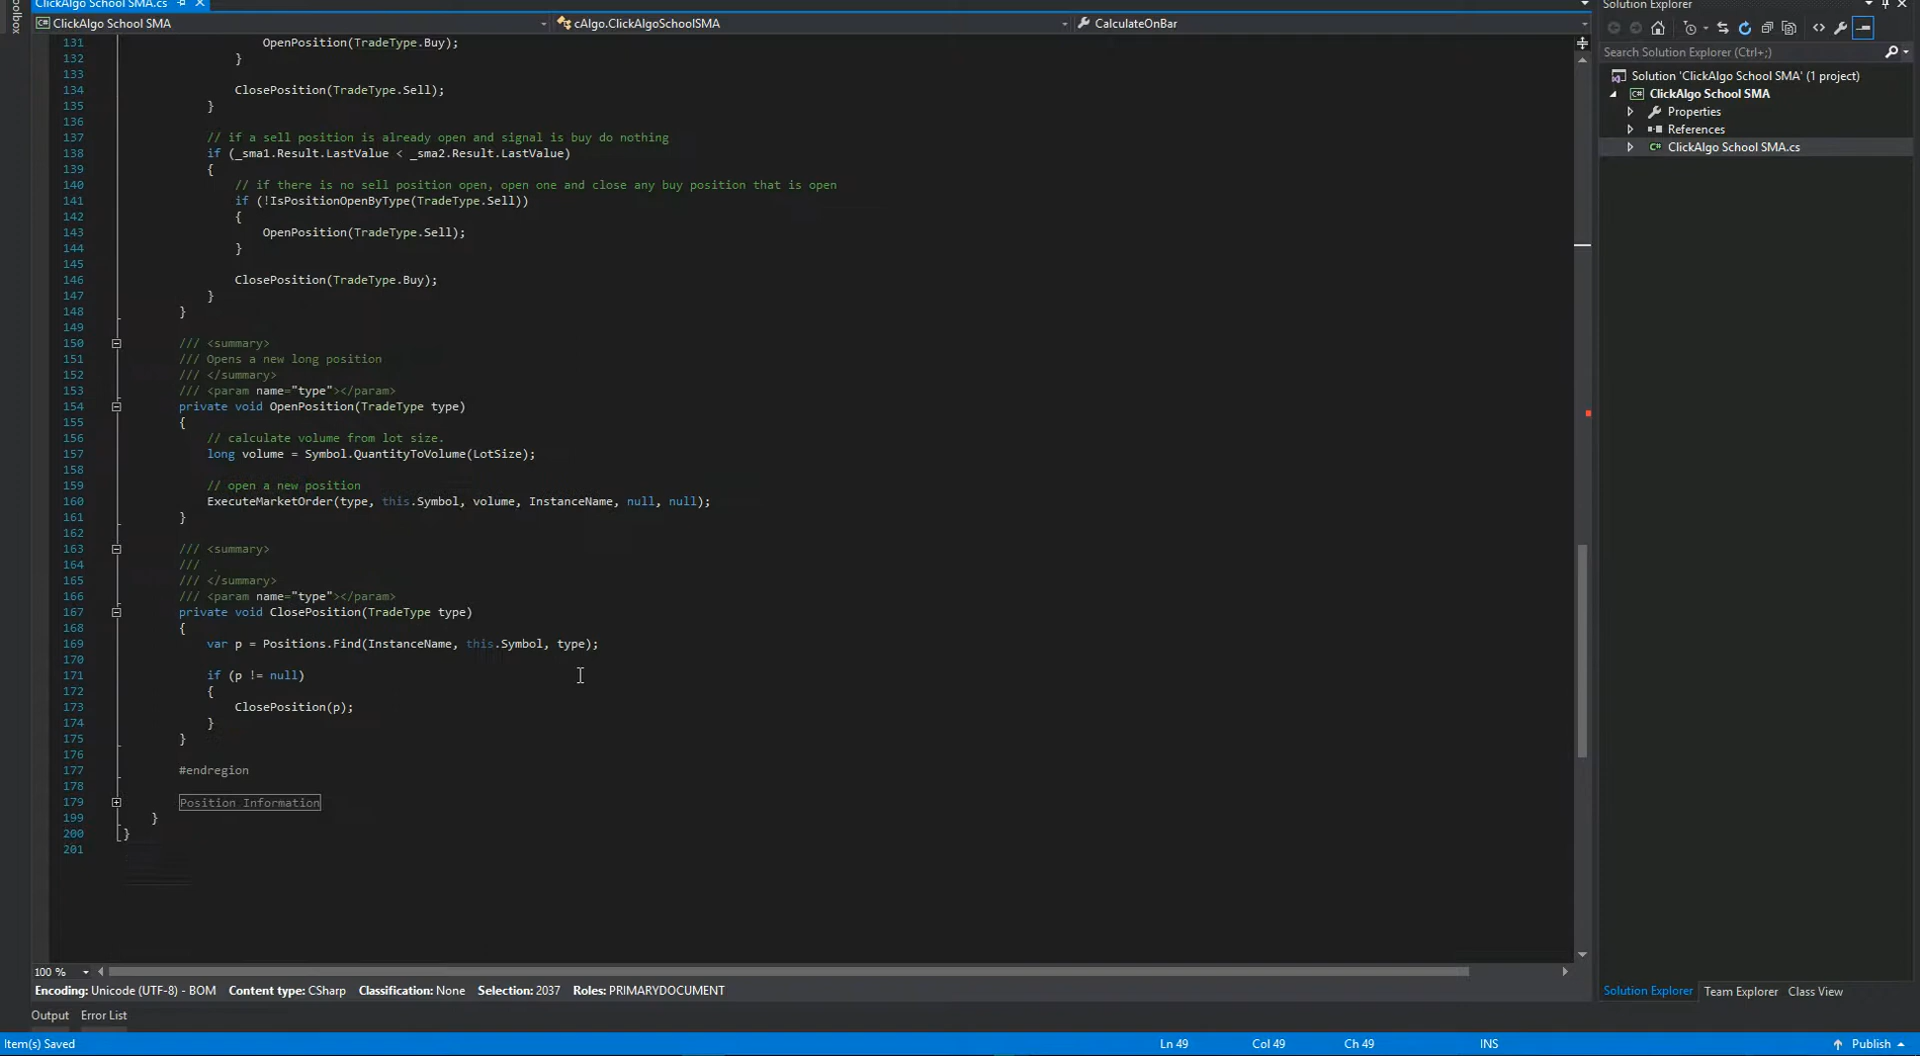 Toolbox
ClickAlgo School SMA.cs
ClickAlgo School SMA
cAlgo.ClickAlgoSchoolSMA
CalculateOnBar
131 OpenPosition(TradeType.Buy);
132 }
133
134 ClosePosition(TradeType.Sell);
135 }
136
137 // if a sell position is already open and signal is buy do nothing
138 if (_sma1.Result.LastValue < _sma2.Result.LastValue)
139 {
140 // if there is no sell position open, open one and close any buy position that is open
141 if (!IsPositionOpenByType(TradeType.Sell))
142 {
143 OpenPosition(TradeType.Sell);
144 }
145
146 ClosePosition(TradeType.Buy);
147 }
148 }
149
150 /// <summary>
151 /// Opens a new long position
152 /// </summary>
153 /// <param name="type"></param>
154 private void OpenPosition(TradeType type)
155 {
156 // calculate volume from lot size.
157 long volume = Symbol.QuantityToVolume(LotSize);
158
159 // open a new position
160 ExecuteMarketOrder(type, this.Symbol, volume, InstanceName, null, null);
161 }
162
163 /// <summary>
164 /// .
165 /// </summary>
166 /// <param name="type"></param>
167 private void ClosePosition(TradeType type)
168 {
169 var p = Positions.Find(InstanceName, this.Symbol, type);
170
171 if (p != null)
172 {
173 ClosePosition(p);
174 }
175 }
176
177 #endregion
178
179 Position Information
199 }
200 }
201
100 %
Encoding: Unicode (UTF-8) - BOM Content type: CSharp Classification: None Selection: 2037 Roles: PRIMARYDOCUMENT
Output Error List
Item(s) Saved
Ln 49 Col 49 Ch 49 INS Publish
Solution Explorer
Search Solution Explorer (Ctrl+;)
Solution 'ClickAlgo School SMA' (1 project)
ClickAlgo School SMA
Properties
References
ClickAlgo School SMA.cs
Solution Explorer Team Explorer Class View